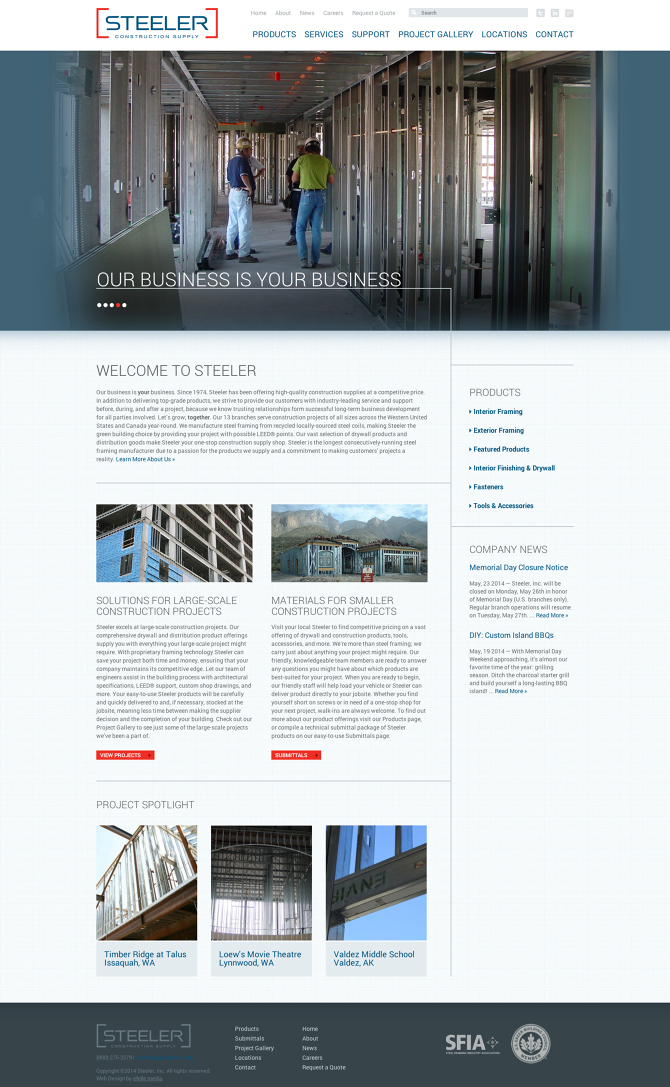 STEELER
CONSTRUCTION SUPPLY
Home About News Careers Request a Quote Search
PRODUCTS SERVICES SUPPORT PROJECT GALLERY LOCATIONS CONTACT
OUR BUSINESS IS YOUR BUSINESS
WELCOME TO STEELER
Our business is your business. Since 1974, Steeler has been offering high-quality construction supplies at a competitive price.
In addition to delivering top-grade products, we strive to provide our customers with industry-leading service and support
before, during, and after a project, because we know trusting relationships form successful long-term business development
for all parties involved. Let's grow, together. Our 13 branches serve construction projects of all sizes across the Western United
States and Canada year-round. We manufacture steel framing from recycled locally-sourced steel coils, making Steeler the
green building choice by providing your project with possible LEED® points. Our vast selection of drywall products and
distribution goods make Steeler your one-stop construction supply shop. Steeler is the longest consecutively-running steel
framing manufacturer due to a passion for the products we supply and a commitment to making customers' projects a
reality. Learn More About Us »
SOLUTIONS FOR LARGE-SCALE
CONSTRUCTION PROJECTS
Steeler excels at large-scale construction projects. Our
comprehensive drywall and distribution product offerings
supply you with everything your large-scale project might
require. With proprietary framing technology Steeler can
save your project both time and money, ensuring that your
company maintains its competitive edge. Let our team of
engineers assist in the building process with architectural
specifications, LEED® support, custom shop drawings, and
more. Your easy-to-use Steeler products will be carefully
and quickly delivered to and, if necessary, stocked at the
jobsite, meaning less time between making the supplier
decision and the completion of your building. Check out our
Project Gallery to see just some of the large-scale projects
we've been a part of.
VIEW PROJECTS
MATERIALS FOR SMALLER
CONSTRUCTION PROJECTS
Visit your local Steeler to find competitive pricing on a vast
offering of drywall and construction products, tools,
accessories, and more. We're more than steel framing; we
carry just about anything your project might require. Our
friendly, knowledgeable team members are ready to answer
any questions you might have about which products are
best-suited for your project. When you are ready to begin,
our friendly staff will help load your vehicle or Steeler can
deliver product directly to your jobsite. Whether you find
yourself short on screws or in need of a one-stop shop for
your next project, walk-ins are always welcome. To find out
more about our product offerings visit our Products page,
or compile a technical submittal package of Steeler
products on our easy-to-use Submittals page.
SUBMITTALS
PRODUCTS
Interior Framing
Exterior Framing
Featured Products
Interior Finishing & Drywall
Fasteners
Tools & Accessories
COMPANY NEWS
Memorial Day Closure Notice
May, 23 2014 — Steeler, Inc. will be
closed on Monday, May 26th in honor
of Memorial Day (U.S. branches only).
Regular branch operations will resume
on Tuesday, May 27th. ... Read More »
DIY: Custom Island BBQs
May, 19 2014 — With Memorial Day
Weekend approaching, it's almost our
favorite time of the year: grilling
season. Ditch the charcoal starter grill
and build yourself a long-lasting BBQ
island! ... Read More »
PROJECT SPOTLIGHT
Timber Ridge at Talus
Issaquah, WA
Loew's Movie Theatre
Lynnwood, WA
Valdez Middle School
Valdez, AK
STEELER
CONSTRUCTION SUPPLY
Copyright ©2014 Steeler, Inc. All rights reserved.
Web Design by efelle media
Products
Submittals
Project Gallery
Locations
Contact
Home
About
News
Careers
Request a Quote
SFIA
STEEL FRAMING INDUSTRY ASSOCIATION
MEMBER